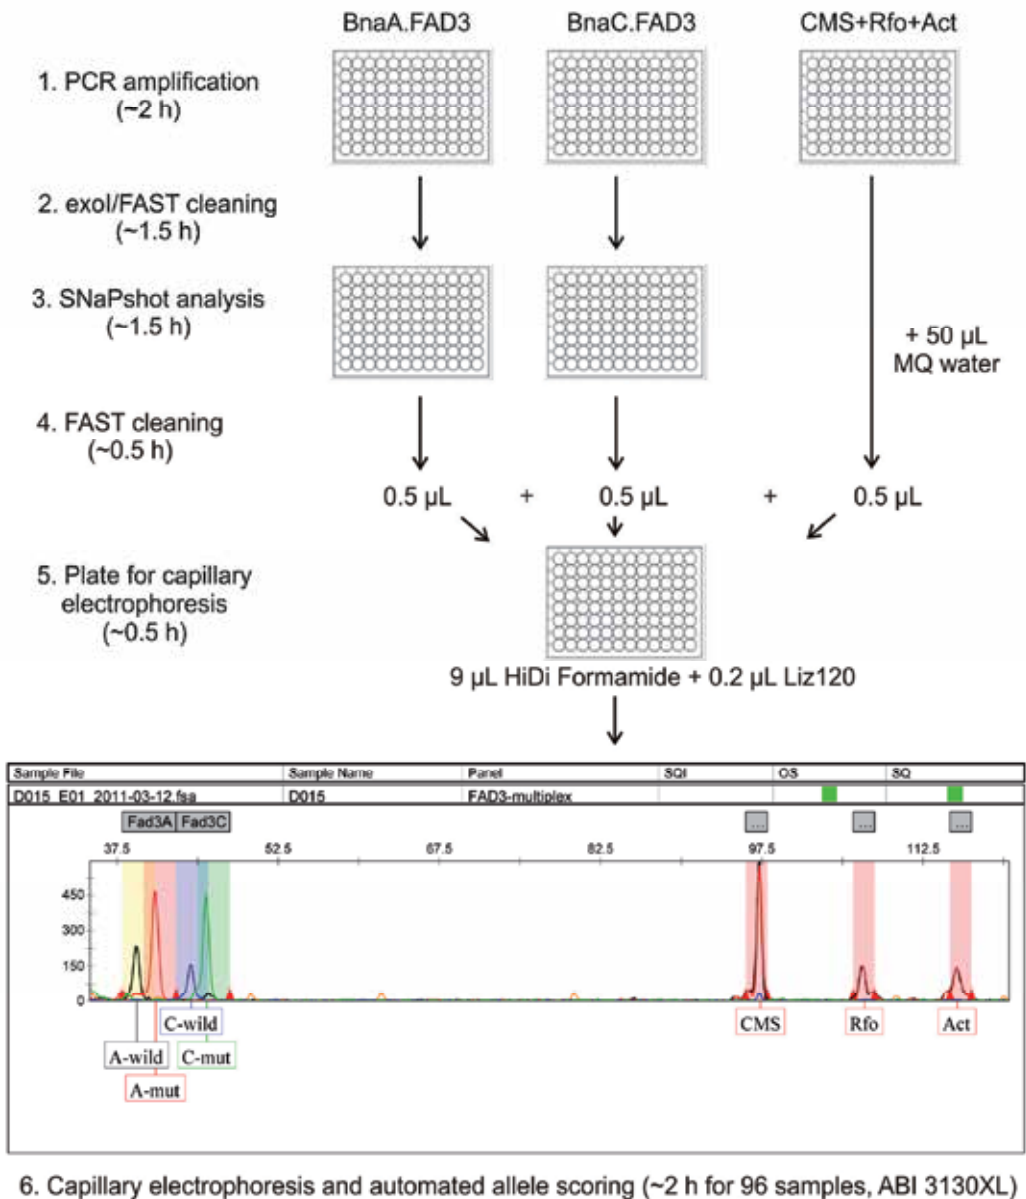 BnaA.FAD3 BnaC.FAD3 CMS+Rfo+Act
1. PCR amplification
(~2 h)
2. exoI/FAST cleaning
(~1.5 h)
3. SNaPshot analysis
(~1.5 h)
+ 50 µL
MQ water
4. FAST cleaning
(~0.5 h)
0.5 µL + 0.5 µL + 0.5 µL
5. Plate for capillary
electrophoresis
(~0.5 h)
9 µL HiDi Formamide + 0.2 µL Liz120
Sample File Sample Name Panel SQI OS SQ
D015_E01_2011-03-12.fsa D015 FAD3-multiplex
Fad3A Fad3C ... ... ...
37.5 52.5 67.5 82.5 97.5 112.5
450
300
150
0
C-wild CMS Rfo Act
A-wild C-mut
A-mut
6. Capillary electrophoresis and automated allele scoring (~2 h for 96 samples, ABI 3130XL)